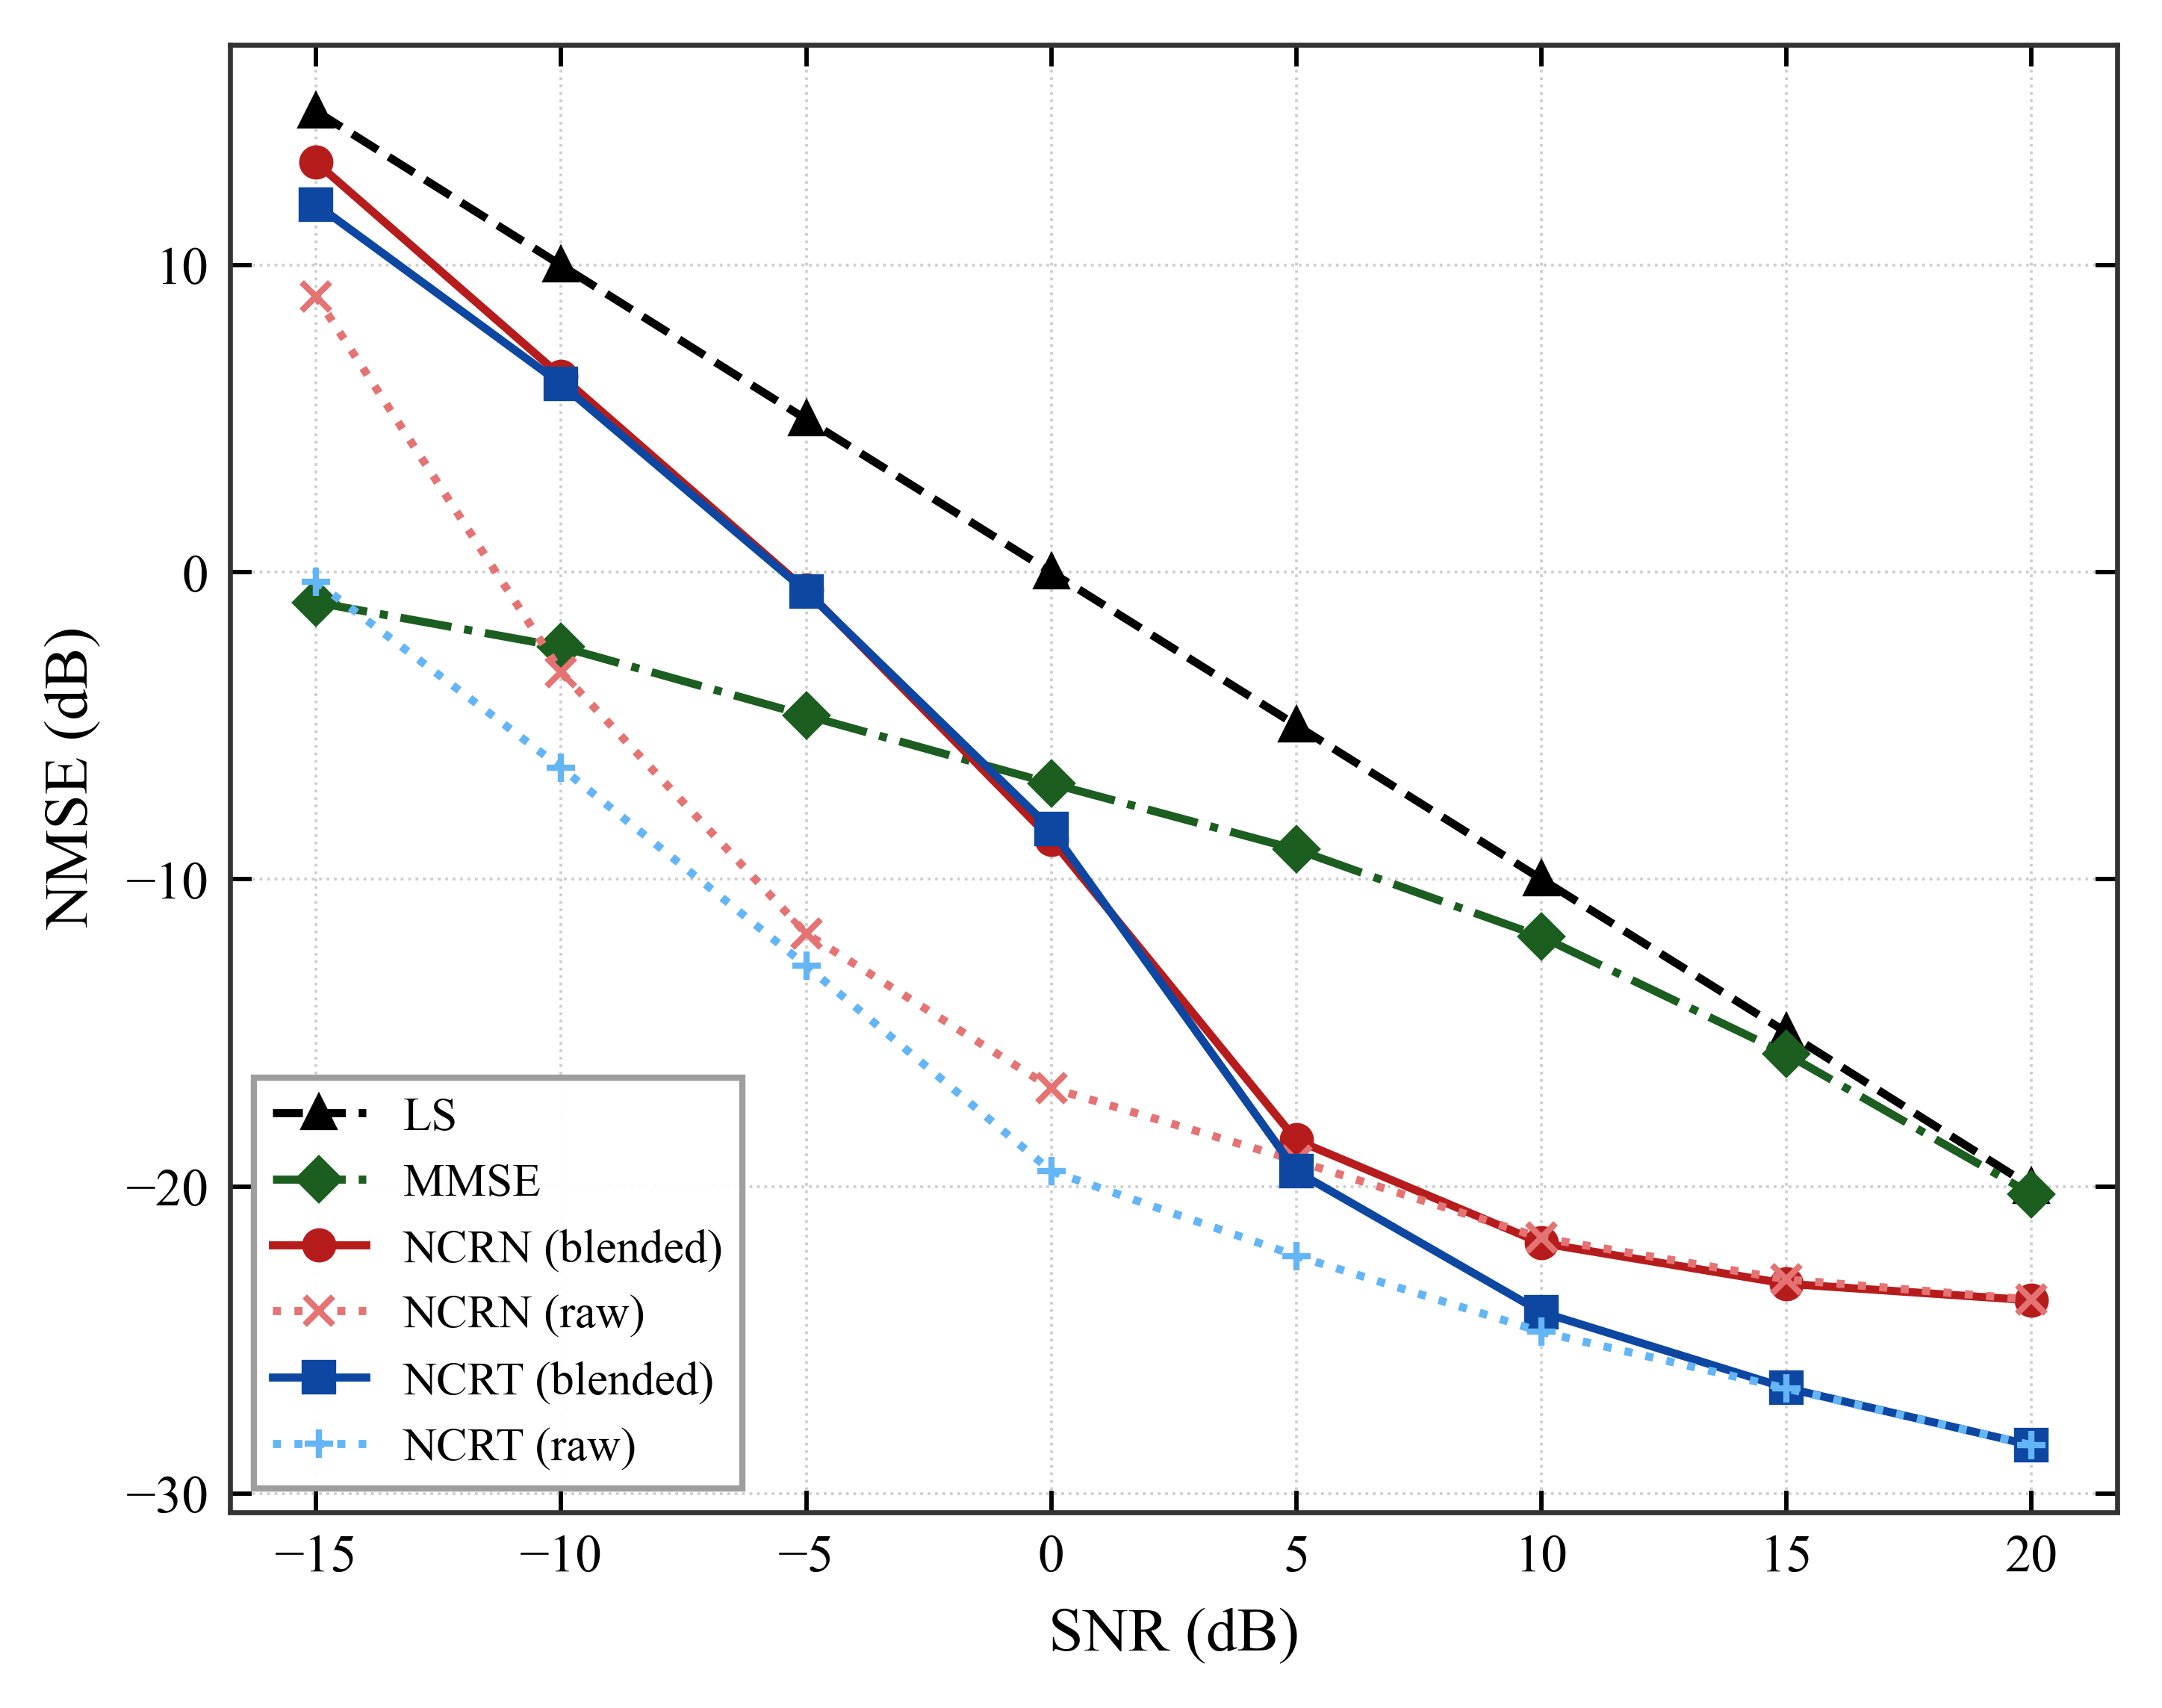 NMSE (dB)
10
0
−10
−20
−30
LS
MMSE
NCRN (blended)
NCRN (raw)
NCRT (blended)
NCRT (raw)
−15 −10 −5 0 5 10 15 20
SNR (dB)